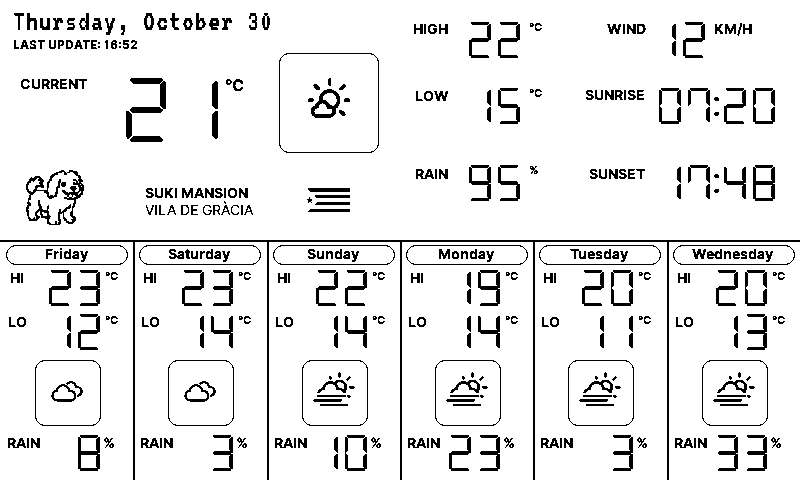 Thursday, October 30
LAST UPDATE: 16:52
CURRENT 21 °C
SUKI MANSION
VILA DE GRÀCIA
HIGH 22 °C
LOW 15 °C
RAIN 95 %
WIND 12 KM/H
SUNRISE 07:20
SUNSET 17:48
Friday
HI 23 °C
LO 12 °C
RAIN 8 %
Saturday
HI 23 °C
LO 14 °C
RAIN 3 %
Sunday
HI 22 °C
LO 14 °C
RAIN 10 %
Monday
HI 19 °C
LO 14 °C
RAIN 23 %
Tuesday
HI 20 °C
LO 11 °C
RAIN 3 %
Wednesday
HI 20 °C
LO 13 °C
RAIN 33 %